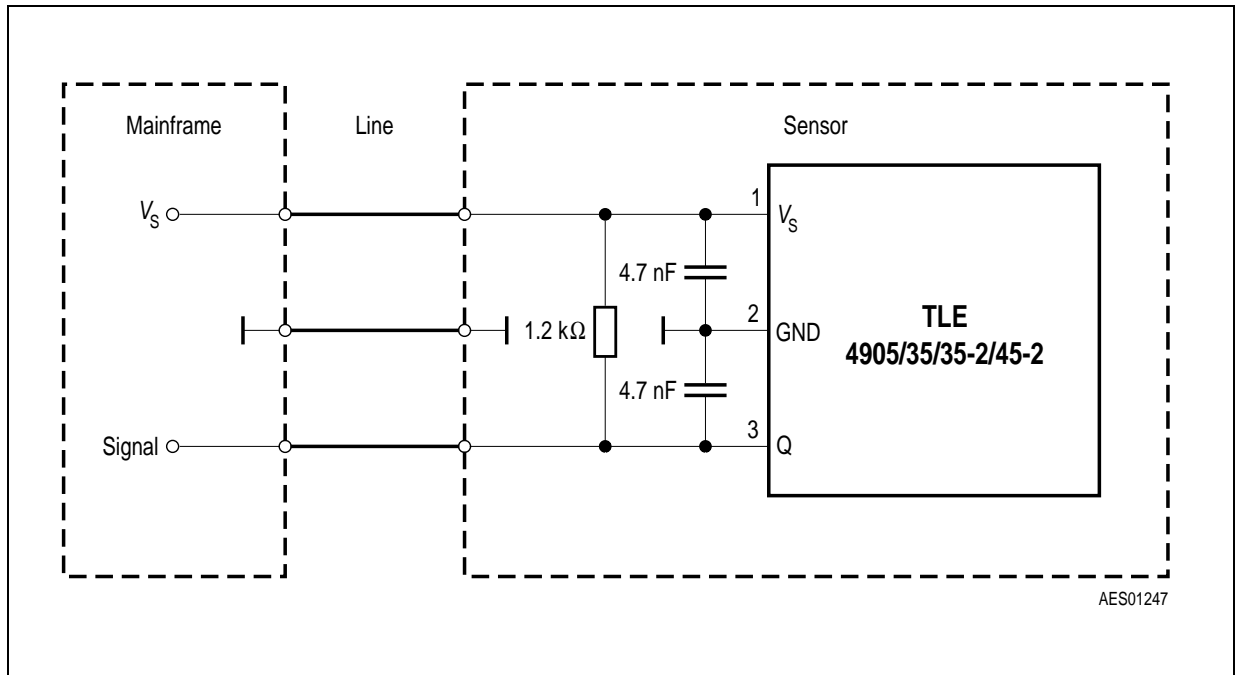 Mainframe
Line
Sensor
V_S
1
V_S
4.7 nF
1.2 kΩ
2
GND
TLE
4905/35/35-2/45-2
4.7 nF
Signal
3
Q
AES01247